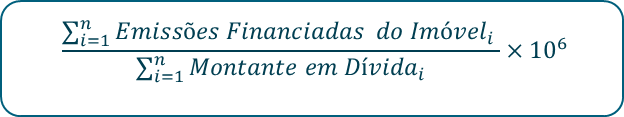 ∑ⁿᵢ₌₁ Emissões Financiadas do Imóvelᵢ
∑ⁿᵢ₌₁ Montante em Dívidaᵢ
× 10⁶